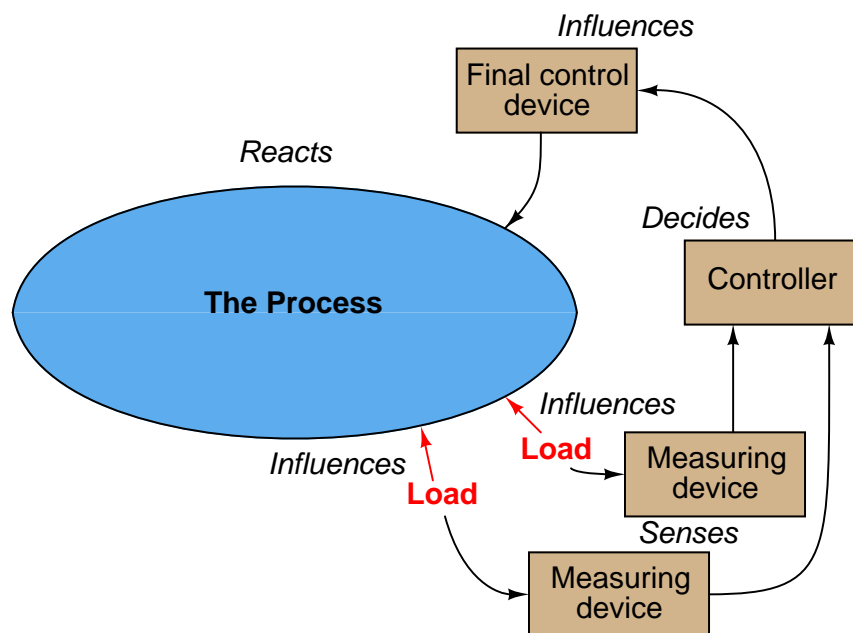 Influences
Final control
device
Reacts
Decides
Controller
The Process
Influences
Load
Measuring
device
Influences
Load
Senses
Measuring
device